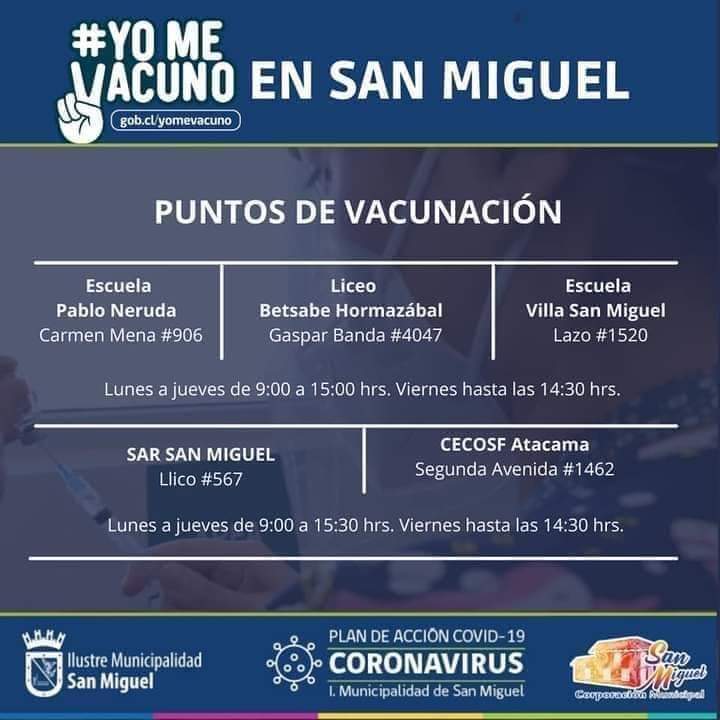 #YO ME
VACUNO
gob.cl/yomevacuno
EN SAN MIGUEL
PUNTOS DE VACUNACIÓN
Escuela
Pablo Neruda
Carmen Mena #906
Liceo
Betsabe Hormazábal
Gaspar Banda #4047
Escuela
Villa San Miguel
Lazo #1520
Lunes a jueves de 9:00 a 15:00 hrs. Viernes hasta las 14:30 hrs.
SAR SAN MIGUEL
Llico #567
CECOSF Atacama
Segunda Avenida #1462
Lunes a jueves de 9:00 a 15:30 hrs. Viernes hasta las 14:30 hrs.
Ilustre Municipalidad
San Miguel
PLAN DE ACCIÓN COVID-19
CORONAVIRUS
I. Municipalidad de San Miguel
San
Miguel
Corporación Municipal